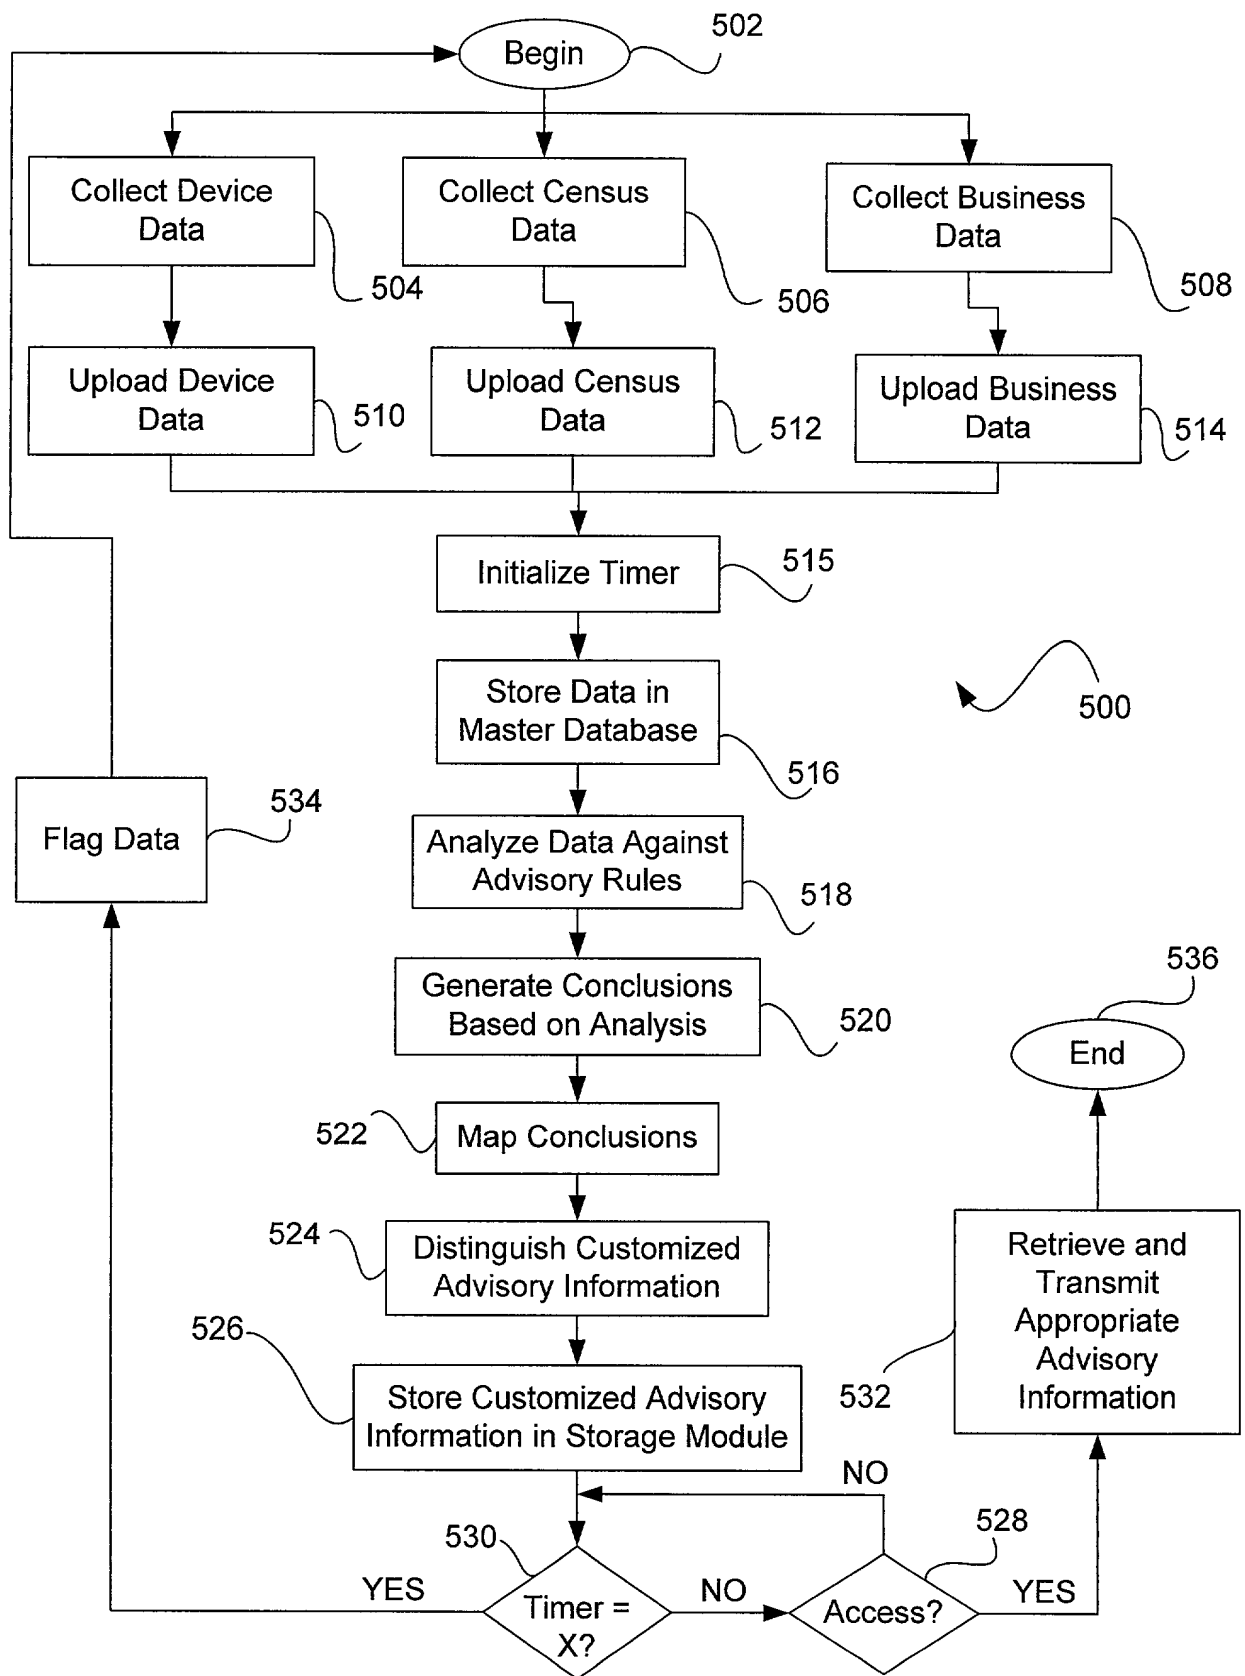 Begin
502
Collect Device
Data
504
Collect Census
Data
506
Collect Business
Data
508
Upload Device
Data
510
Upload Census
Data
512
Upload Business
Data
514
Initialize Timer
515
Store Data in
Master Database
516
500
Flag Data
534
Analyze Data Against
Advisory Rules
518
Generate Conclusions
Based on Analysis
520
536
End
522
Map Conclusions
524
Distinguish Customized
Advisory Information
Retrieve and
Transmit
Appropriate
Advisory
Information
532
526
Store Customized Advisory
Information in Storage Module
NO
530
528
YES
Timer =
X?
NO
Access?
YES